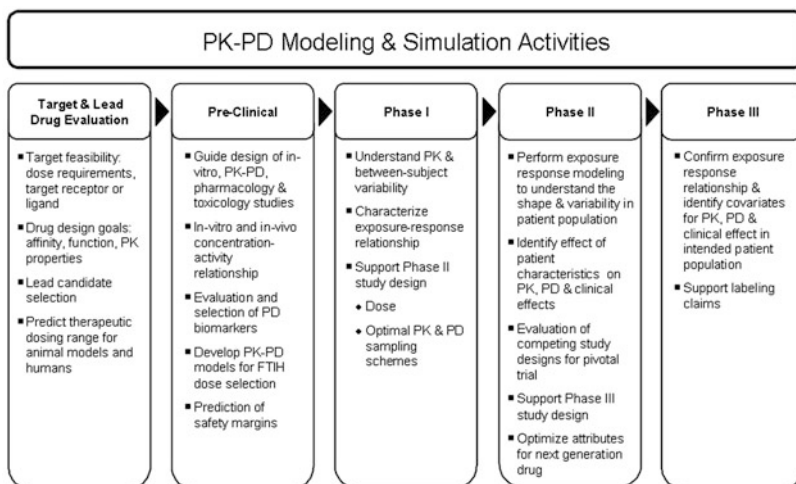 PK-PD Modeling & Simulation Activities
Target & Lead
Drug Evaluation
■ Target feasibility:
dose requirements,
target receptor or
ligand
■ Drug design goals:
affinity, function, PK
properties
■ Lead candidate
selection
■ Predict therapeutic
dosing range for
animal models and
humans
Pre-Clinical
■ Guide design of in-
vitro, PK-PD,
pharmacology &
toxicology studies
■ In-vitro and in-vivo
concentration-
activity
relationship
■ Evaluation and
selection of PD
biomarkers
■ Develop PK-PD
models for FTIH
dose selection
■ Prediction of
safety margins
Phase I
■ Understand PK &
between-subject
variability
■ Characterize
exposure-response
relationship
■ Support Phase II
study design
◆ Dose
◆ Optimal PK & PD
sampling
schemes
Phase II
■ Perform exposure
response modeling
to understand the
shape & variability in
patient population
■ Identify effect of
patient
characteristics on
PK, PD & clinical
effects
■ Evaluation of
competing study
designs for pivotal
trial
■ Support Phase III
study design
■ Optimize attributes
for next generation
drug
Phase III
■ Confirm exposure
response
relationship &
identify covariates
for PK, PD &
clinical effect in
intended patient
population
■ Support labeling
claims